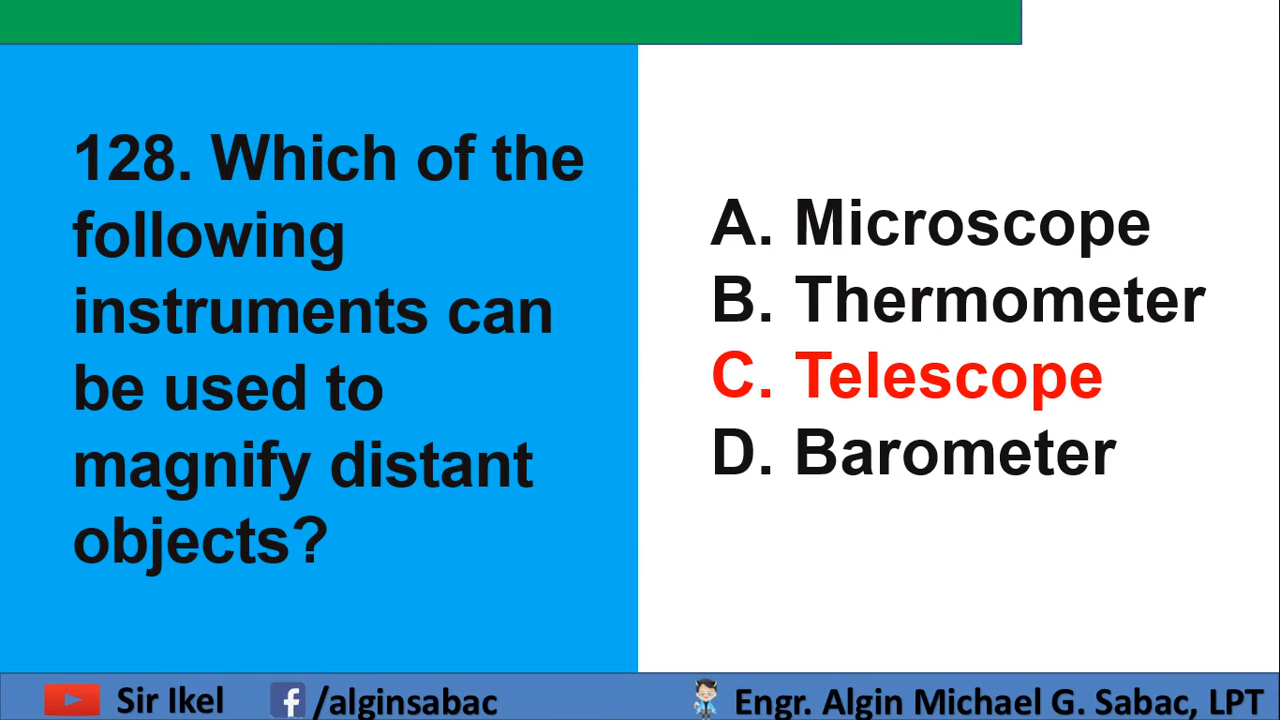 128. Which of the
following
instruments can
be used to
magnify distant
objects?
A. Microscope
B. Thermometer
C. Telescope
D. Barometer
Sir Ikel
/alginsabac
Engr. Algin Michael G. Sabac, LPT